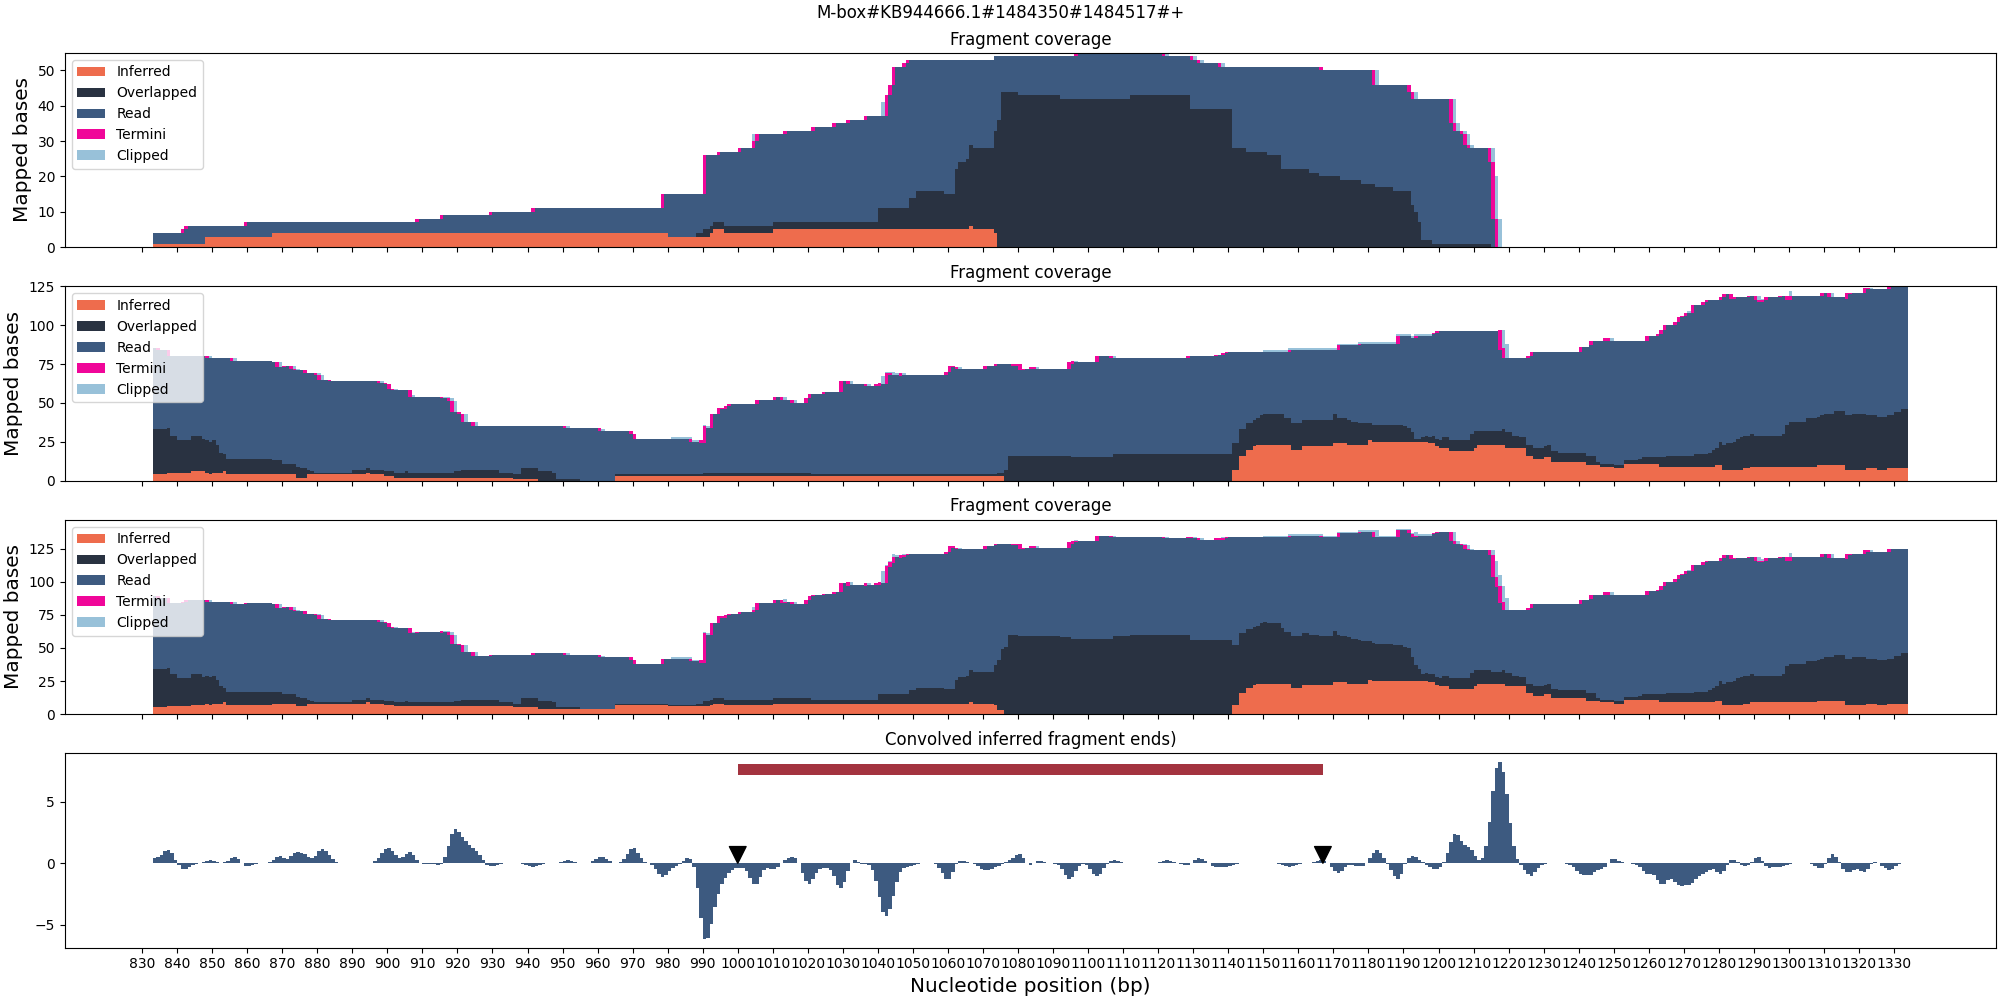 M-box#KB944666.1#1484350#1484517#+
Fragment coverage
Mapped bases
50
40
30
20
10
0
Inferred
Overlapped
Read
Termini
Clipped
Fragment coverage
Mapped bases
125
100
75
50
25
0
Inferred
Overlapped
Read
Termini
Clipped
Fragment coverage
Mapped bases
125
100
75
50
25
0
Inferred
Overlapped
Read
Termini
Clipped
Convolved inferred fragment ends)
5
0
−5
830 840 850 860 870 880 890 900 910 920 930 940 950 960 970 980 990 1000 1010 1020 1030 1040 1050 1060 1070 1080 1090 1100 1110 1120 1130 1140 1150 1160 1170 1180 1190 1200 1210 1220 1230 1240 1250 1260 1270 1280 1290 1300 1310 1320 1330
Nucleotide position (bp)